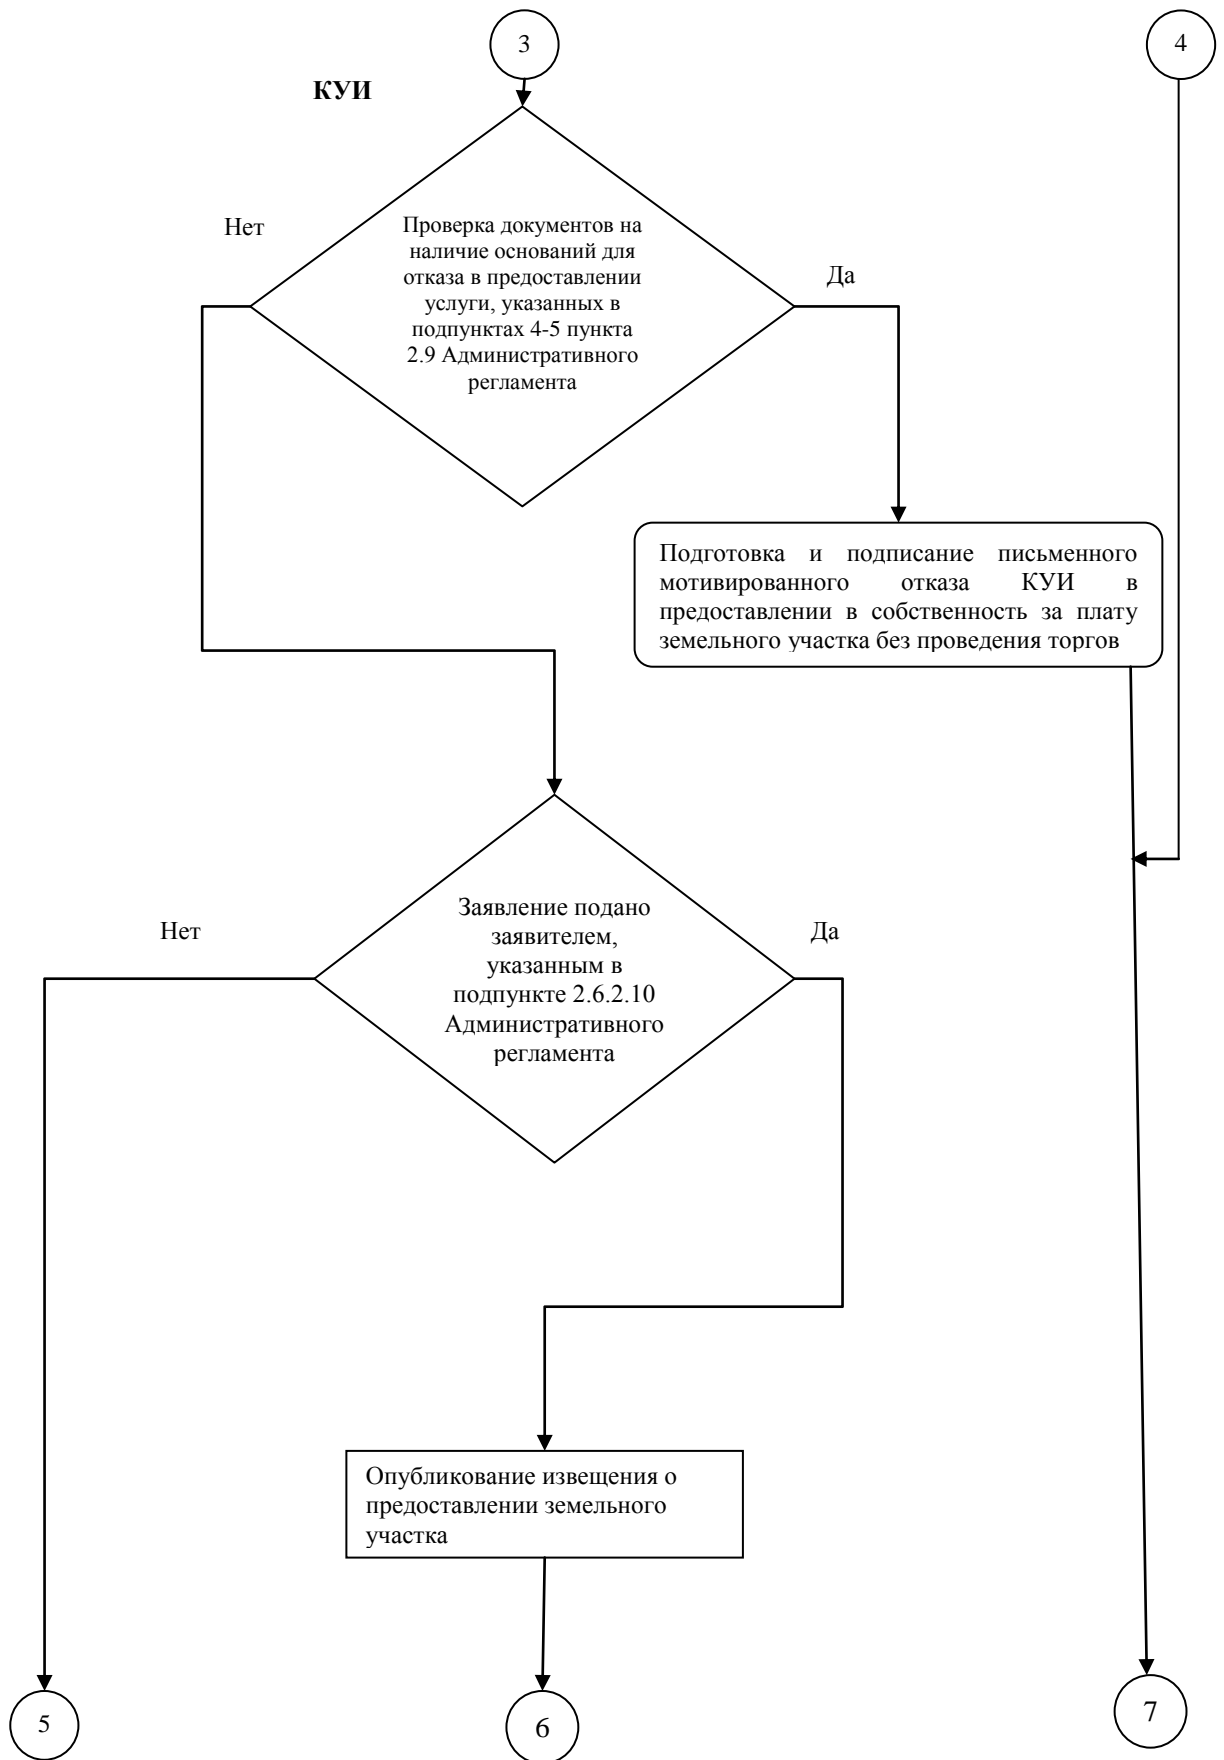 3
4
КУИ
Нет
Проверка документов на
наличие оснований для
отказа в предоставлении
услуги, указанных в
подпунктах 4-5 пункта
2.9 Административного
регламента
Да
Подготовка и подписание письменного
мотивированного отказа КУИ в
предоставлении в собственность за плату
земельного участка без проведения торгов
Нет
Заявление подано
заявителем,
указанным в
подпункте 2.6.2.10
Административного
регламента
Да
Опубликование извещения о
предоставлении земельного
участка
5
6
7